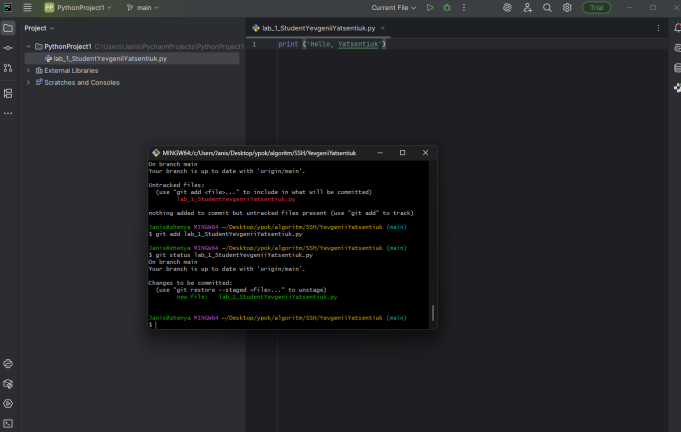 PP PythonProject1
main
Current File
Trial
Project
PythonProject1 C:\Users\Janis\PycharmProjects\PythonProject1
lab_1_StudentYevgeniiYatsentiuk.py
External Libraries
Scratches and Consoles
lab_1_StudentYevgeniiYatsentiuk.py
1 print ('Hello, Yatsentiuk')
MINGW64:/c/Users/Janis/Desktop/ypok/algoritm/SSH/YevgeniiYatsentiuk
On branch main
Your branch is up to date with 'origin/main'.
Untracked files:
(use "git add <file>..." to include in what will be committed)
lab_1_StudentYevgeniiYatsentiuk.py
nothing added to commit but untracked files present (use "git add" to track)
Janis@zhenya MINGW64 ~/Desktop/ypok/algoritm/SSH/YevgeniiYatsentiuk (main)
$ git add lab_1_StudentYevgeniiYatsentiuk.py
Janis@zhenya MINGW64 ~/Desktop/ypok/algoritm/SSH/YevgeniiYatsentiuk (main)
$ git status lab_1_StudentYevgeniiYatsentiuk.py
On branch main
Your branch is up to date with 'origin/main'.
Changes to be committed:
(use "git restore --staged <file>..." to unstage)
new file: lab_1_StudentYevgeniiYatsentiuk.py
Janis@zhenya MINGW64 ~/Desktop/ypok/algoritm/SSH/YevgeniiYatsentiuk (main)
$